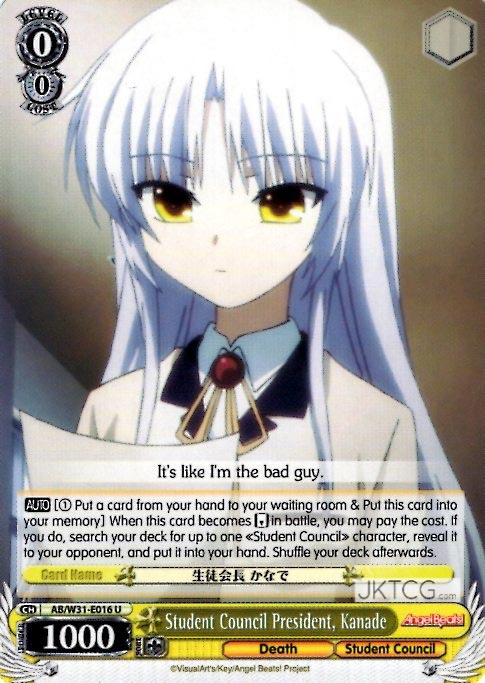 LEVEL
0
0
COST
It's like I'm the bad guy.
AUTO [① Put a card from your hand to your waiting room & Put this card into
your memory] When this card becomes [▼] in battle, you may pay the cost. If
you do, search your deck for up to one «Student Council» character, reveal it
to your opponent, and put it into your hand. Shuffle your deck afterwards.
Card Name
生徒会長 かなで
JKTCG.com
CH AB/W31-E016 U
Student Council President, Kanade
Angel Beats!
POWER 1000 SOUL
Death
Student Council
©VisualArt's/Key/Angel Beats! Project